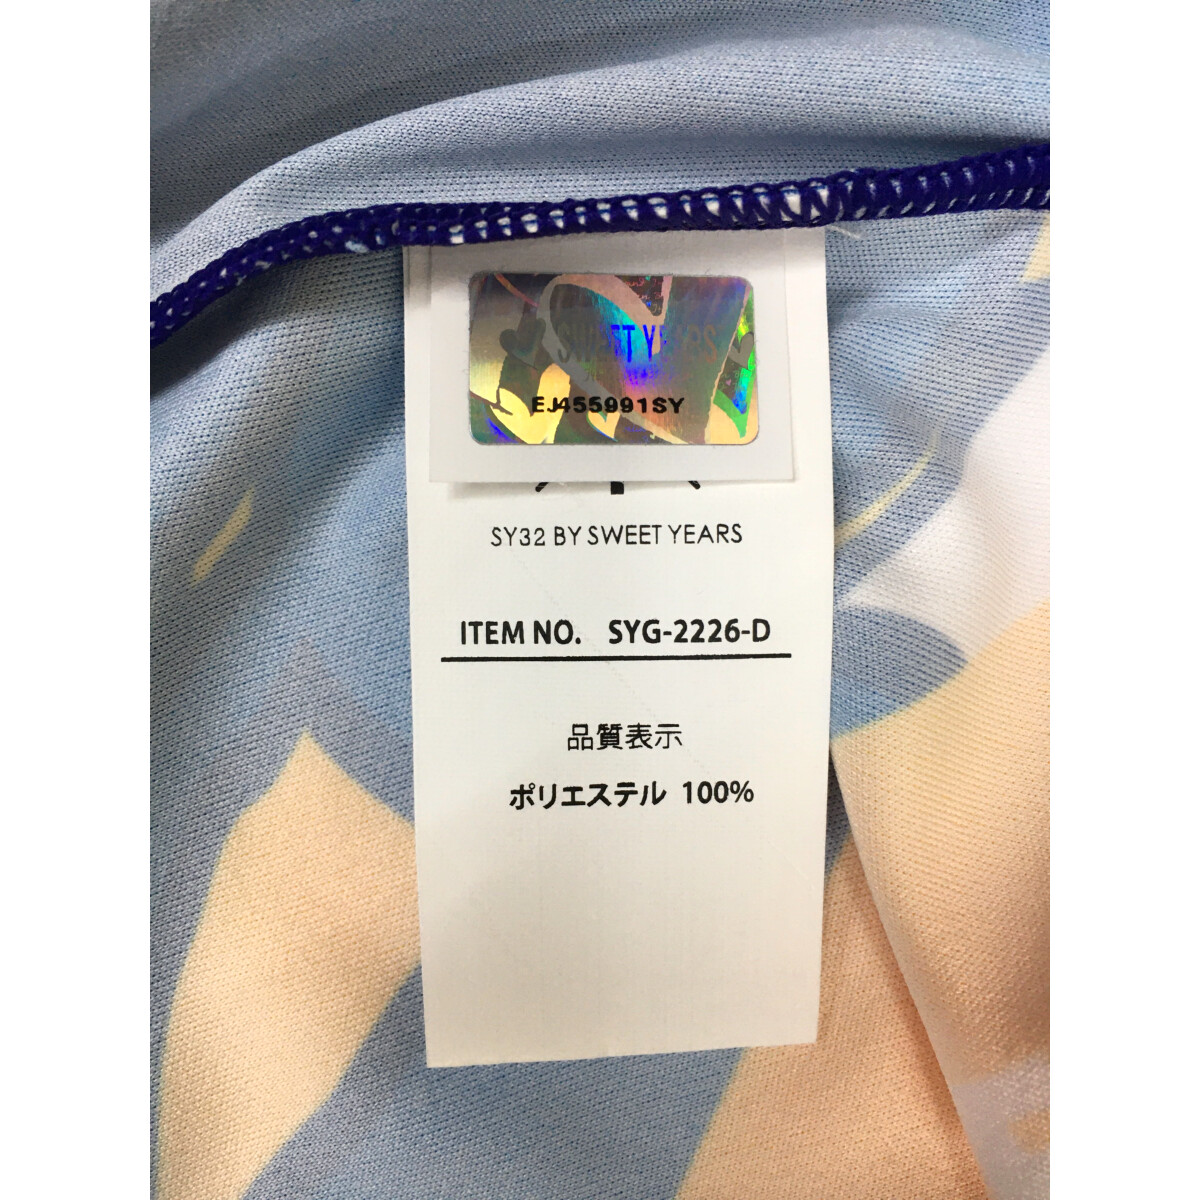 SWEET YEARS
EJ455991SY
SY32 BY SWEET YEARS
ITEM NO. SYG-2226-D
品質表示
ポリエステル 100%